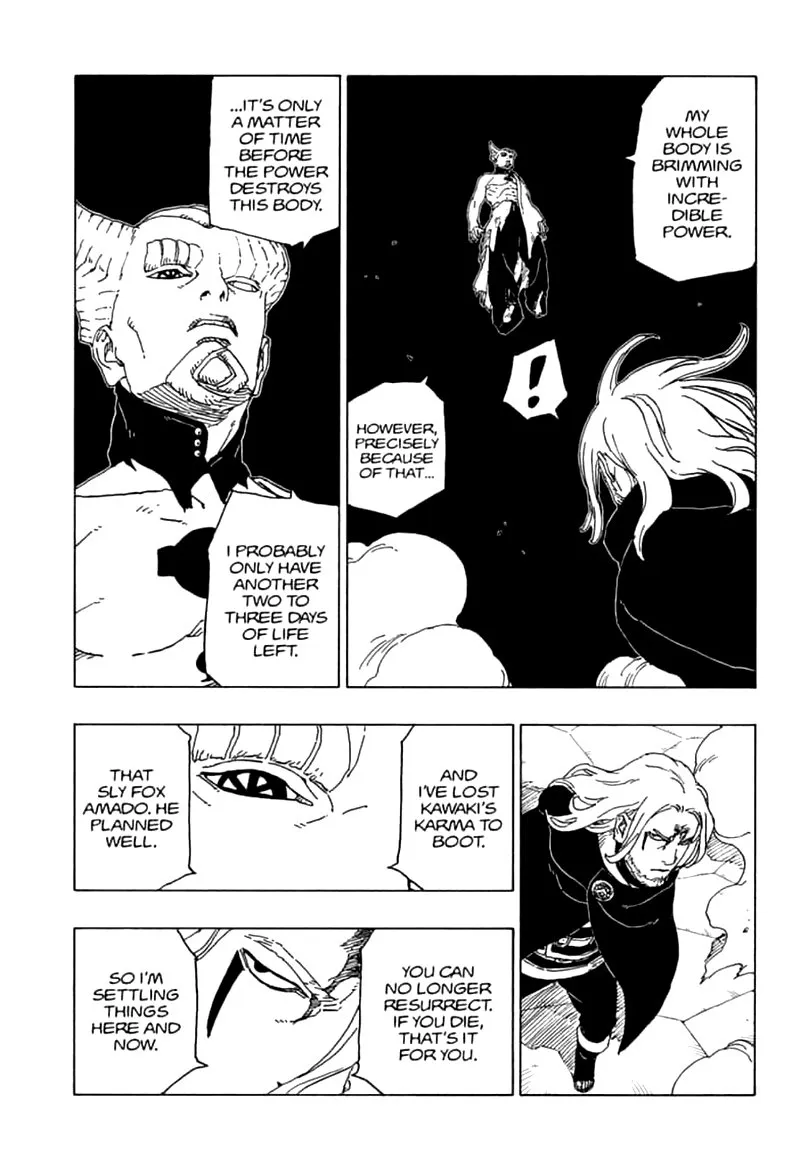 MY
WHOLE
BODY IS
BRIMMING
WITH
INCRE-
DIBLE
POWER.
!
HOWEVER,
PRECISELY
BECAUSE
OF THAT...
...IT'S ONLY
A MATTER
OF TIME
BEFORE
THE POWER
DESTROYS
THIS BODY.
I PROBABLY
ONLY HAVE
ANOTHER
TWO TO
THREE DAYS
OF LIFE
LEFT.
AND
I'VE LOST
KAWAKI'S
KARMA TO
BOOT.
THAT
SLY FOX
AMADO. HE
PLANNED
WELL.
YOU CAN
NO LONGER
RESURRECT.
IF YOU DIE,
THAT'S IT
FOR YOU.
SO I'M
SETTLING
THINGS
HERE AND
NOW.